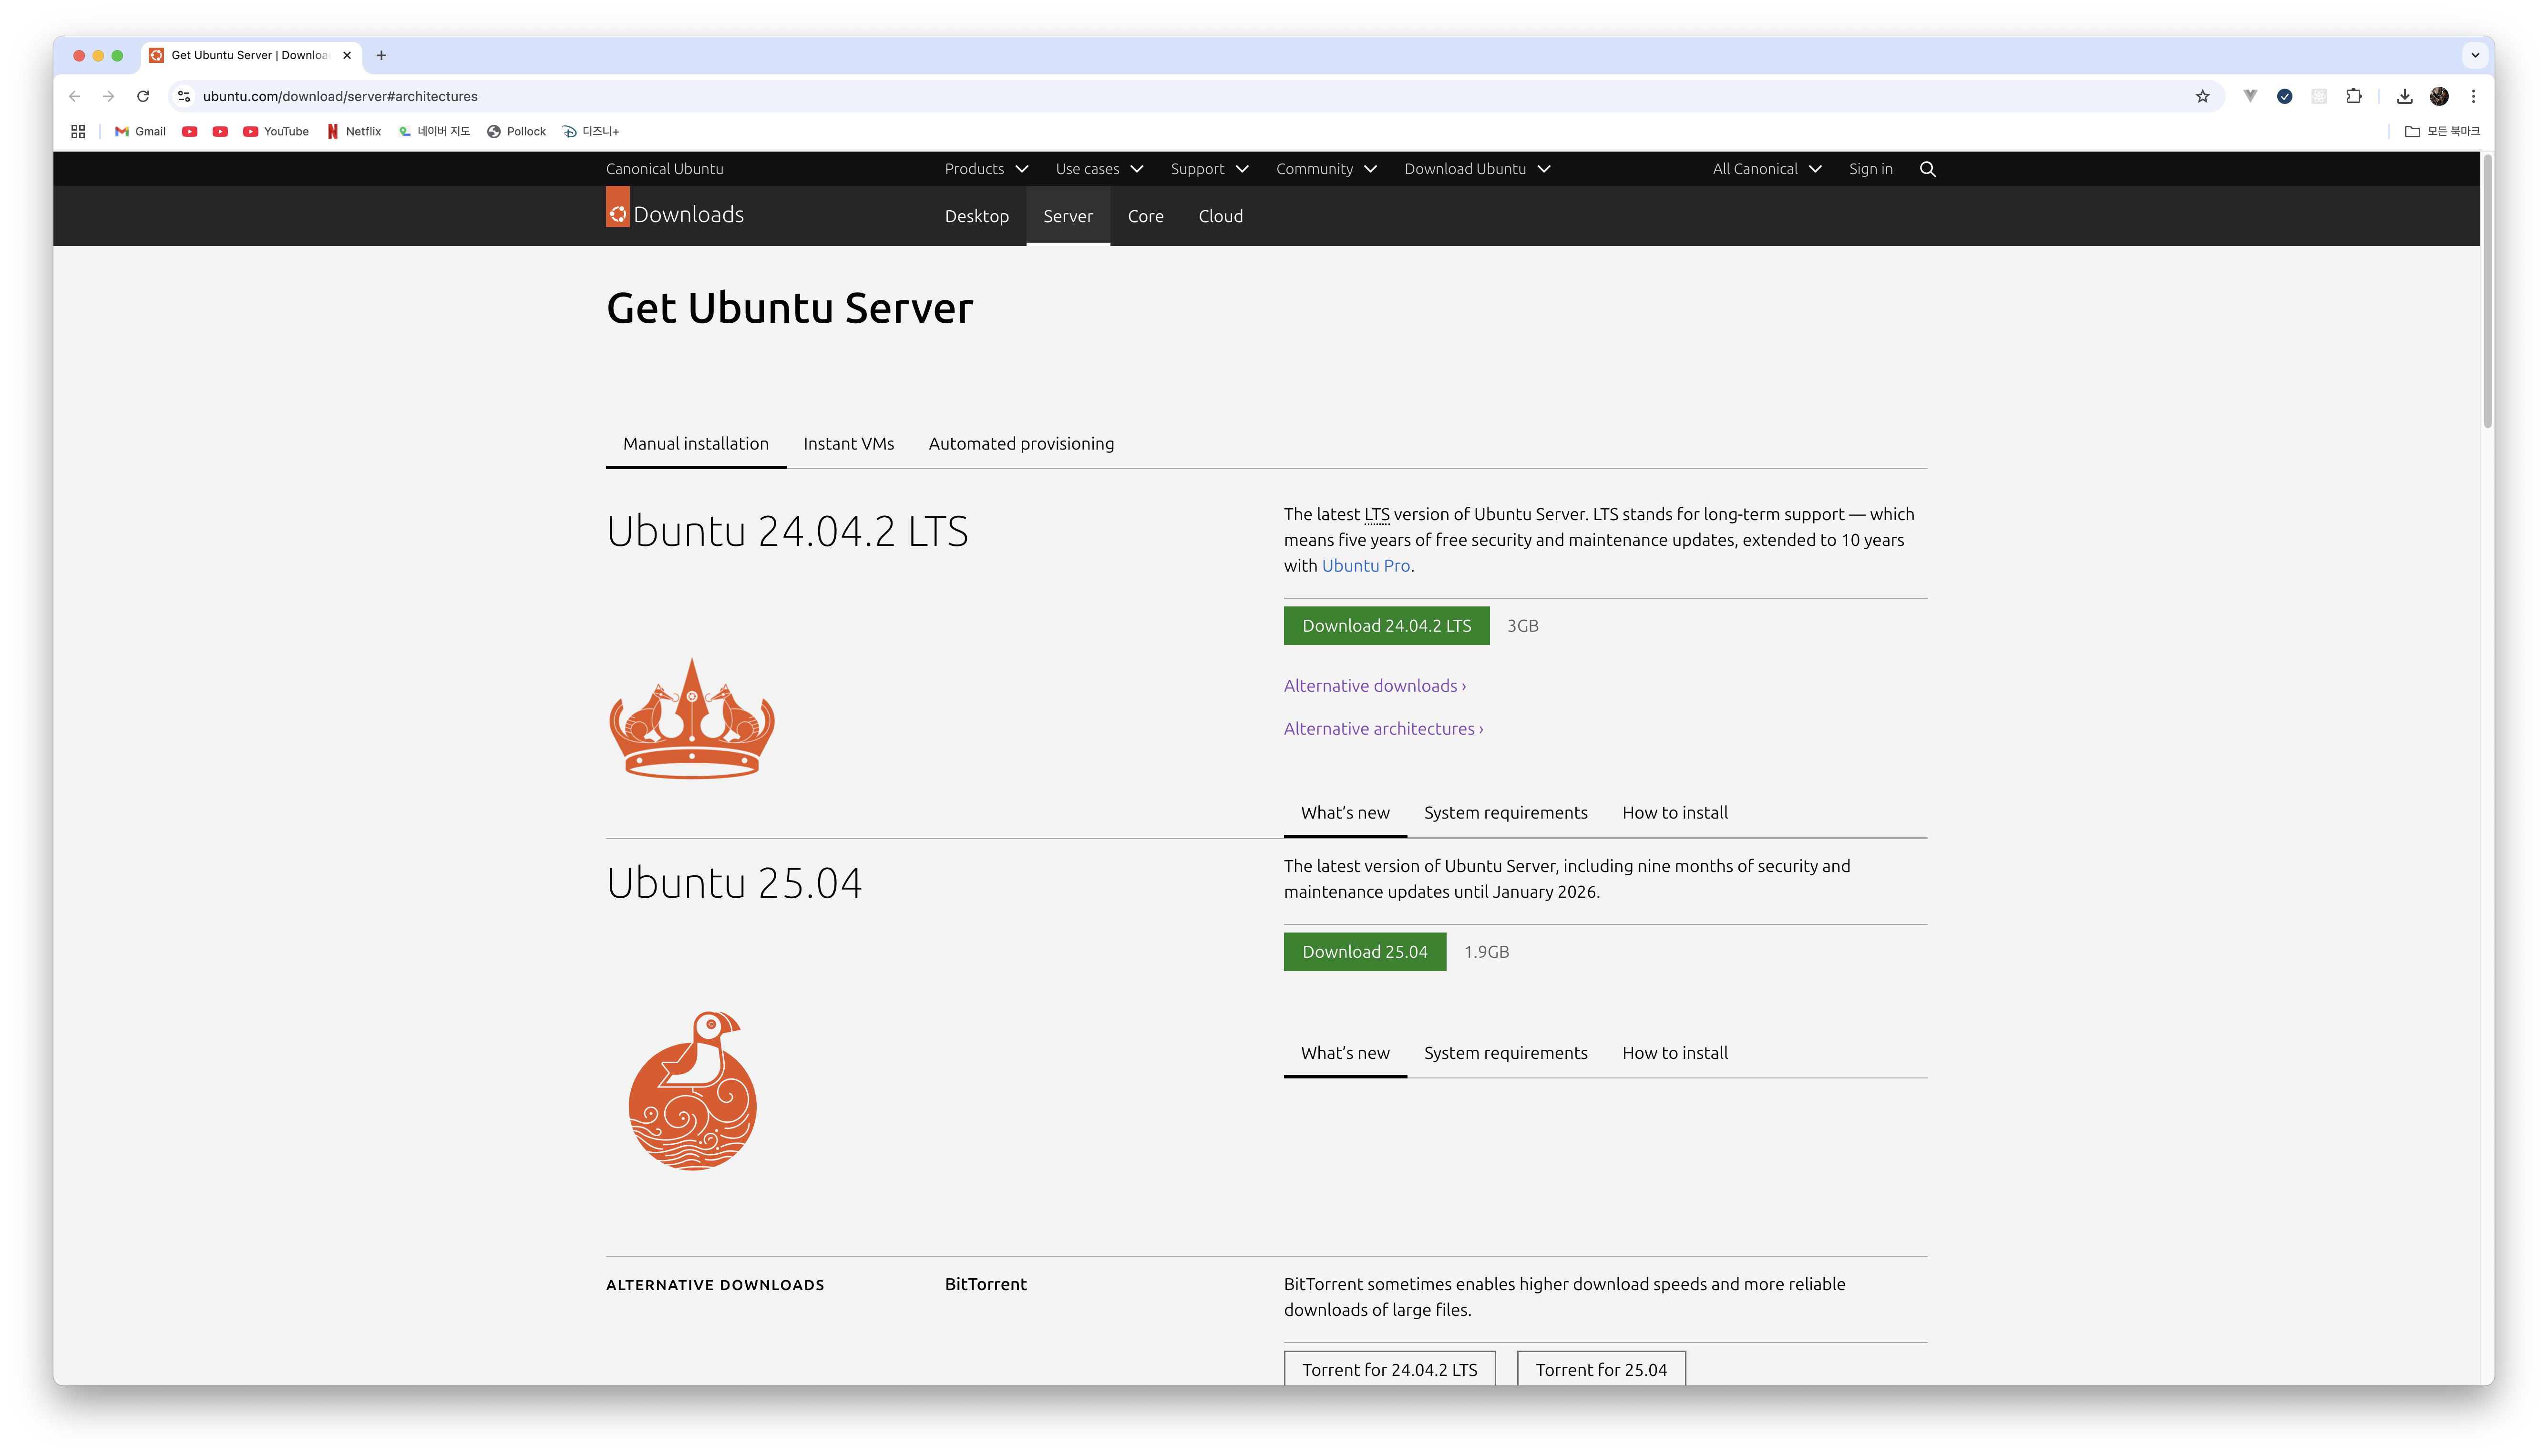 Get Ubuntu Server | Downloa
ubuntu.com/download/server#architectures
Gmail YouTube Netflix 네이버 지도 Pollock 디즈니+ 모든 북마크
Canonical Ubuntu Products Use cases Support Community Download Ubuntu All Canonical Sign in
Downloads Desktop Server Core Cloud
Get Ubuntu Server
Manual installation Instant VMs Automated provisioning
Ubuntu 24.04.2 LTS
The latest LTS version of Ubuntu Server. LTS stands for long-term support — which
means five years of free security and maintenance updates, extended to 10 years
with Ubuntu Pro.
Download 24.04.2 LTS 3GB
Alternative downloads ›
Alternative architectures ›
What’s new System requirements How to install
Ubuntu 25.04
The latest version of Ubuntu Server, including nine months of security and
maintenance updates until January 2026.
Download 25.04 1.9GB
What’s new System requirements How to install
ALTERNATIVE DOWNLOADS BitTorrent
BitTorrent sometimes enables higher download speeds and more reliable
downloads of large files.
Torrent for 24.04.2 LTS Torrent for 25.04